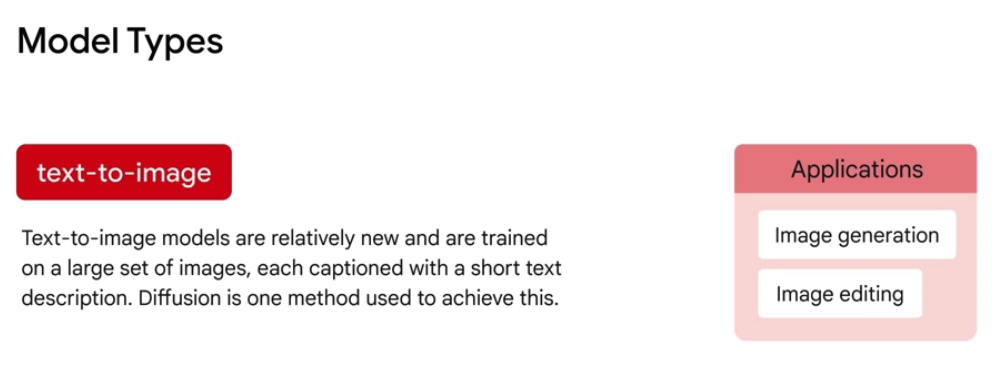 Model Types
text-to-image
Text-to-image models are relatively new and are trained
on a large set of images, each captioned with a short text
description. Diffusion is one method used to achieve this.
Applications
Image generation
Image editing